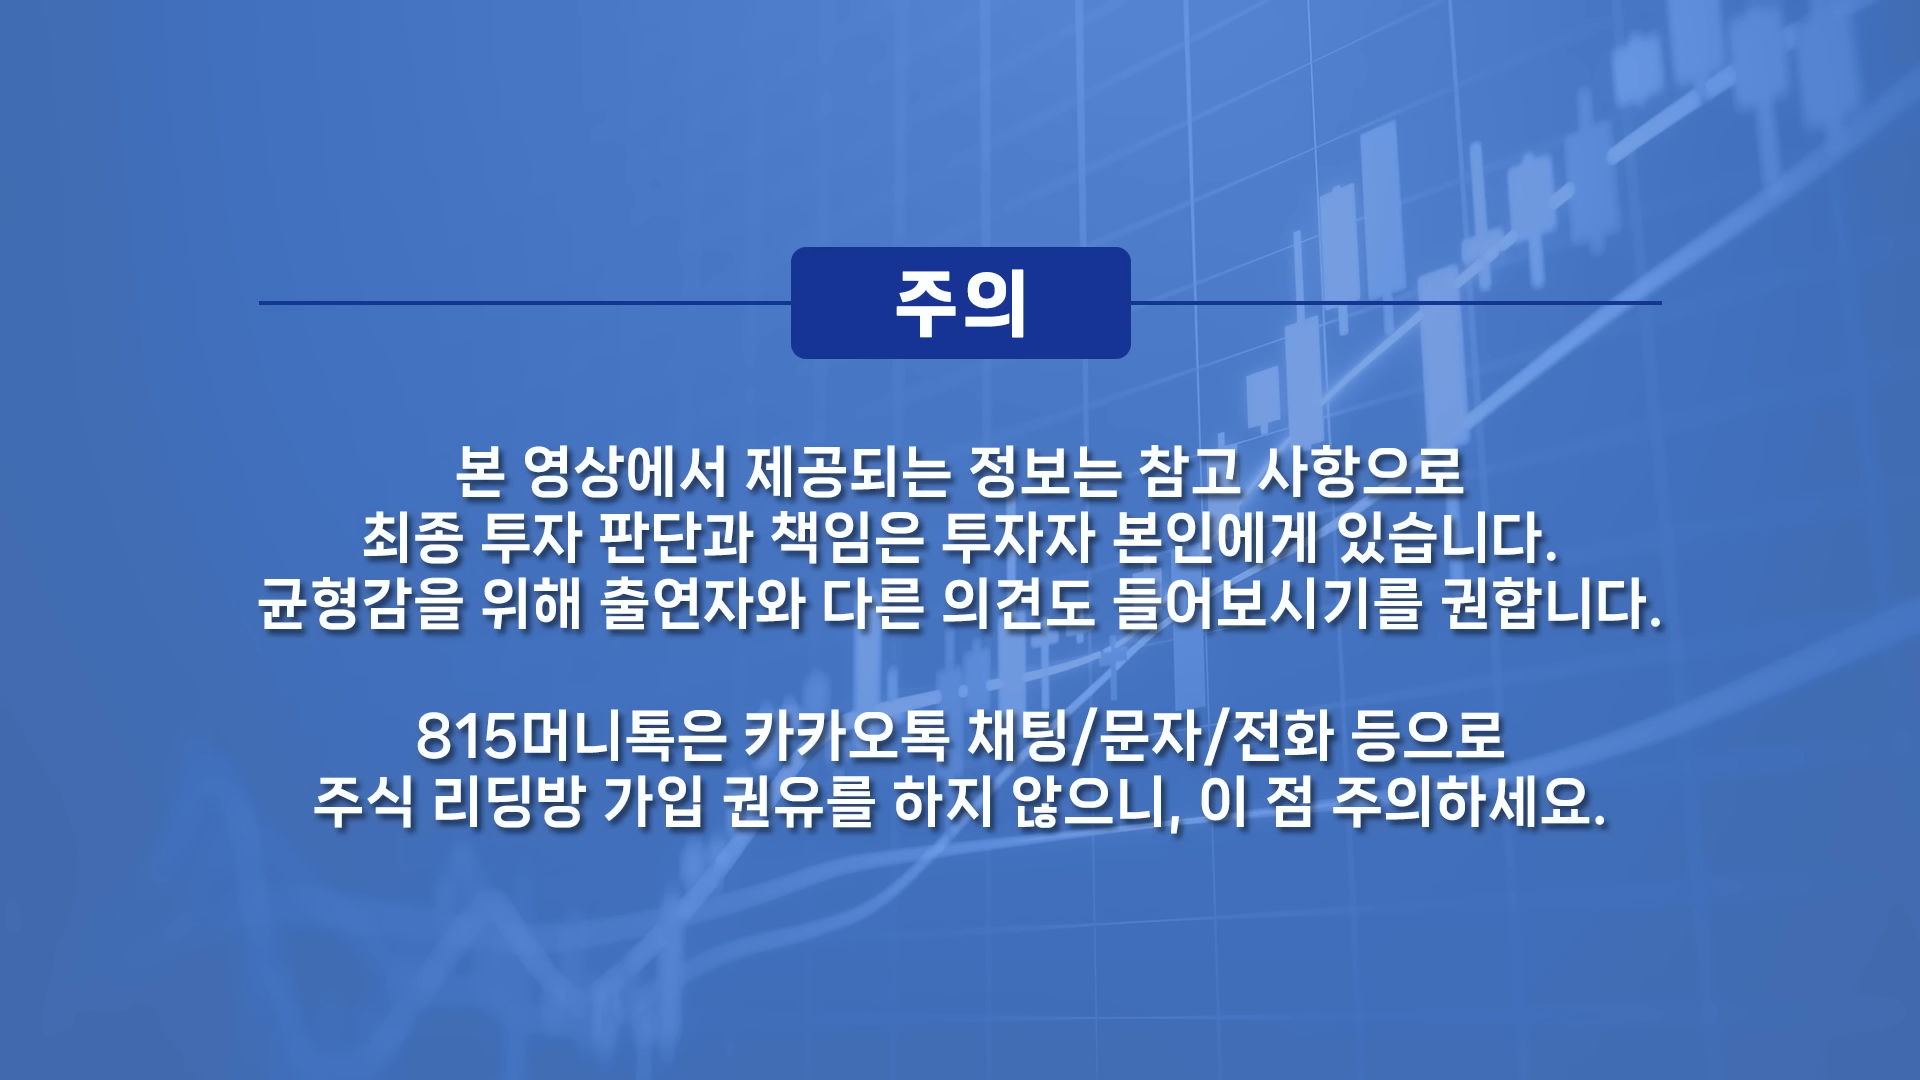 주의
본 영상에서 제공되는 정보는 참고 사항으로
최종 투자 판단과 책임은 투자자 본인에게 있습니다.
균형감을 위해 출연자와 다른 의견도 들어보시기를 권합니다.
815머니톡은 카카오톡 채팅/문자/전화 등으로
주식 리딩방 가입 권유를 하지 않으니, 이 점 주의하세요.